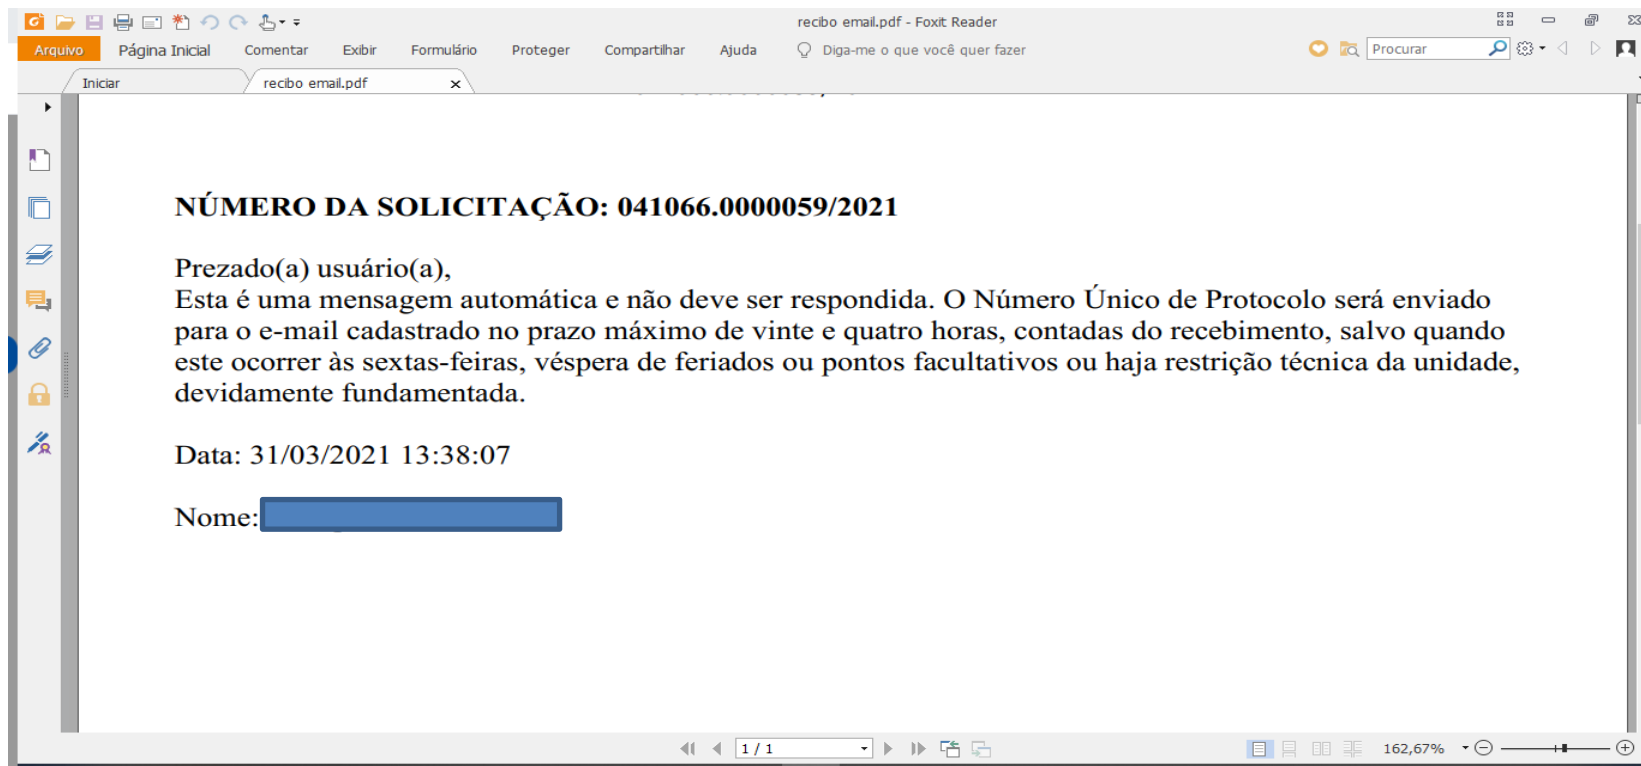 recibo email.pdf - Foxit Reader
Arquivo Página Inicial Comentar Exibir Formulário Proteger Compartilhar Ajuda Diga-me o que você quer fazer Procurar
Iniciar recibo email.pdf
NÚMERO DA SOLICITAÇÃO: 041066.0000059/2021
Prezado(a) usuário(a),
Esta é uma mensagem automática e não deve ser respondida. O Número Único de Protocolo será enviado
para o e-mail cadastrado no prazo máximo de vinte e quatro horas, contadas do recebimento, salvo quando
este ocorrer às sextas-feiras, véspera de feriados ou pontos facultativos ou haja restrição técnica da unidade,
devidamente fundamentada.
Data: 31/03/2021 13:38:07
Nome:
1 / 1 162,67%